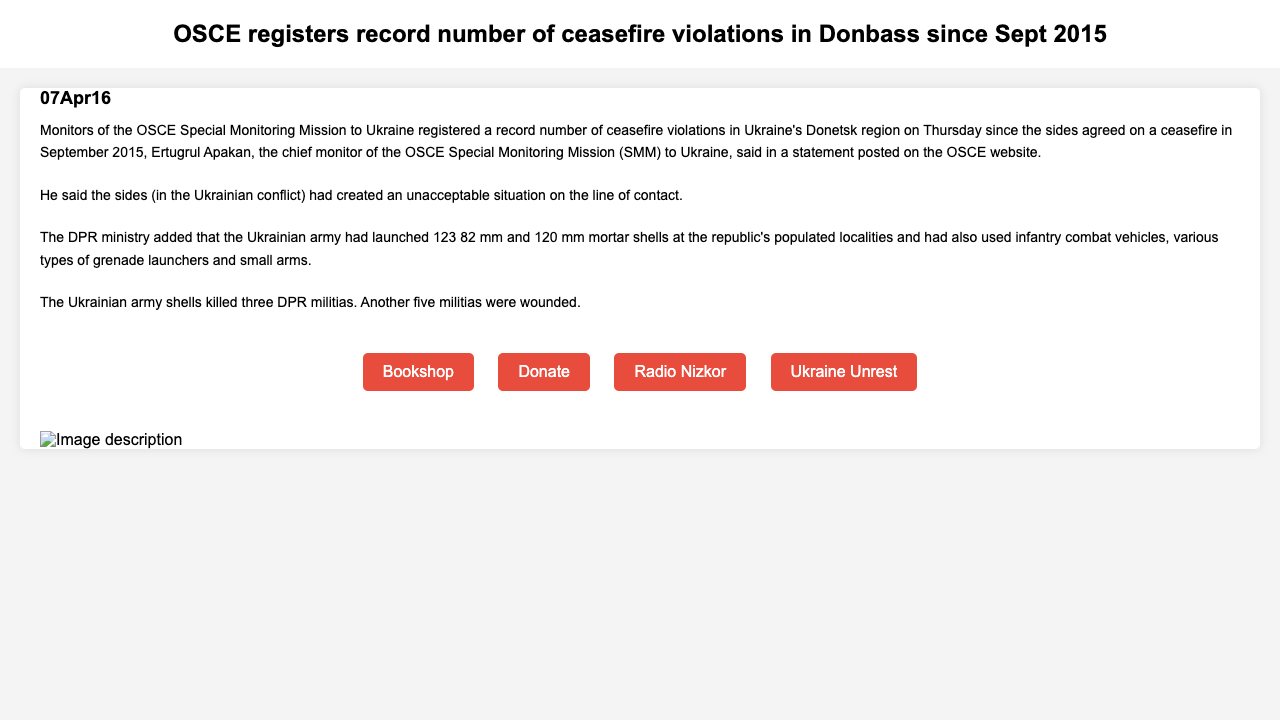 OSCE registers record number of ceasefire violations in Donbass since Sept 2015
07Apr16
Monitors of the OSCE Special Monitoring Mission to Ukraine registered a record number of ceasefire violations in Ukraine's Donetsk region on Thursday since the sides agreed on a ceasefire in
September 2015, Ertugrul Apakan, the chief monitor of the OSCE Special Monitoring Mission (SMM) to Ukraine, said in a statement posted on the OSCE website.
He said the sides (in the Ukrainian conflict) had created an unacceptable situation on the line of contact.
The DPR ministry added that the Ukrainian army had launched 123 82 mm and 120 mm mortar shells at the republic's populated localities and had also used infantry combat vehicles, various
types of grenade launchers and small arms.
The Ukrainian army shells killed three DPR militias. Another five militias were wounded.
Bookshop Donate Radio Nizkor Ukraine Unrest
Image description